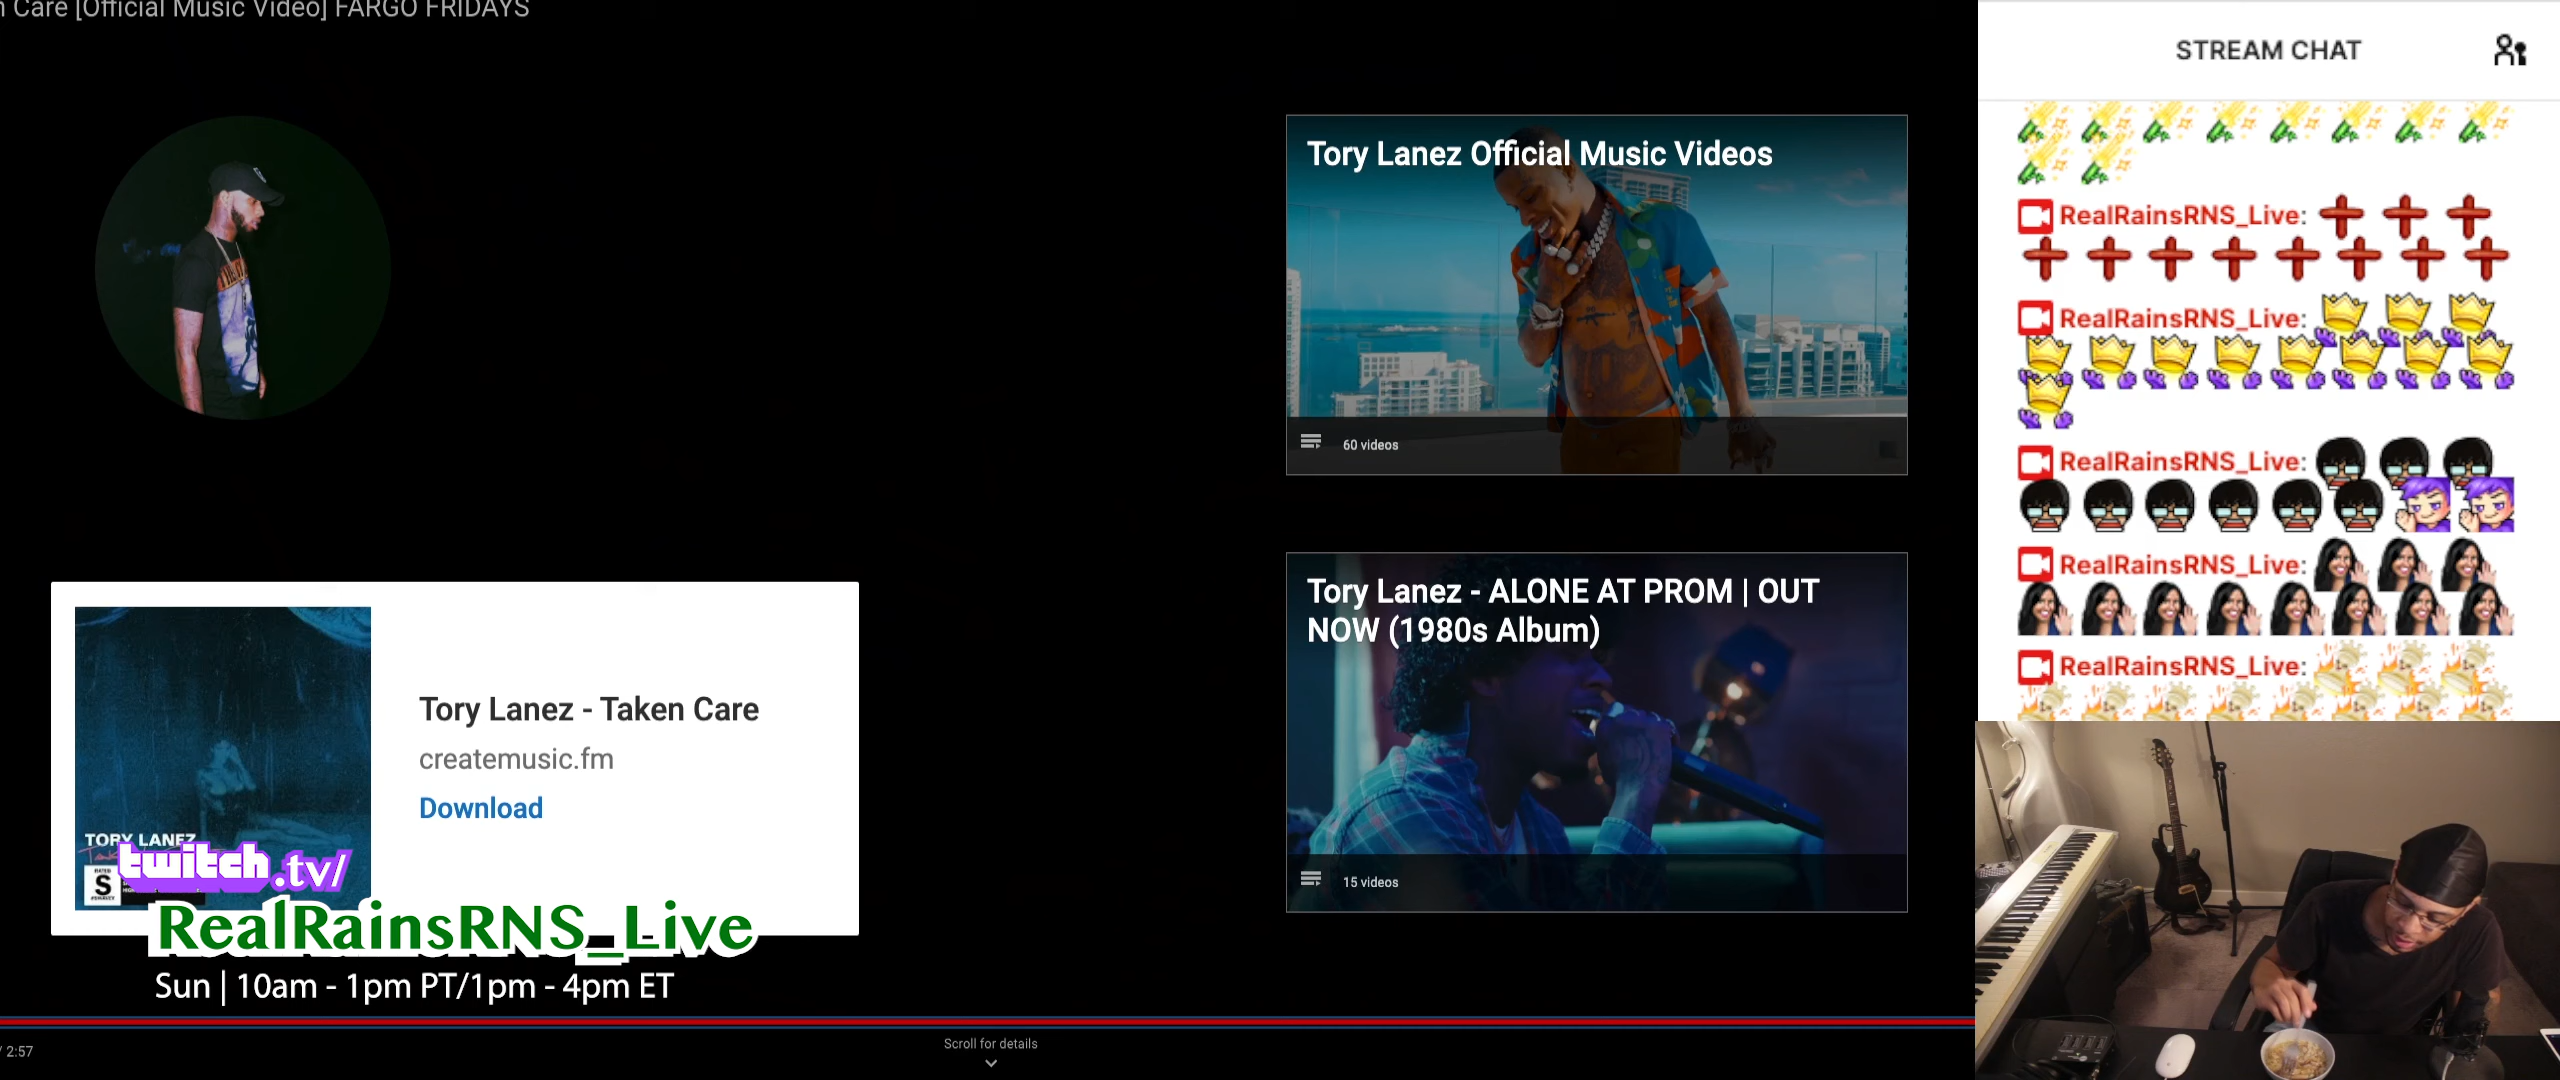 n Care [Official Music Video] FARGO FRIDAYS
Tory Lanez Official Music Videos
60 videos
Tory Lanez - ALONE AT PROM | OUT
NOW (1980s Album)
15 videos
TORY LANEZ
RATED
S
Tory Lanez - Taken Care
createmusic.fm
Download
twitch.tv/
RealRainsRNS_Live
Sun | 10am - 1pm PT/1pm - 4pm ET
/ 2:57
Scroll for details
STREAM CHAT
RealRainsRNS_Live:
RealRainsRNS_Live:
RealRainsRNS_Live:
RealRainsRNS_Live:
RealRainsRNS_Live: